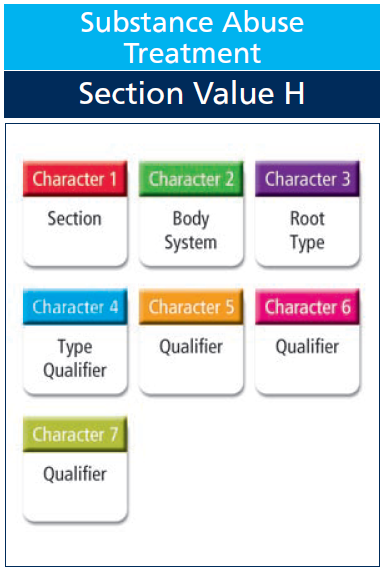 Substance Abuse
Treatment
Section Value H
Character 1
Section
Character 2
Body
System
Character 3
Root
Type
Character 4
Type
Qualifier
Character 5
Qualifier
Character 6
Qualifier
Character 7
Qualifier